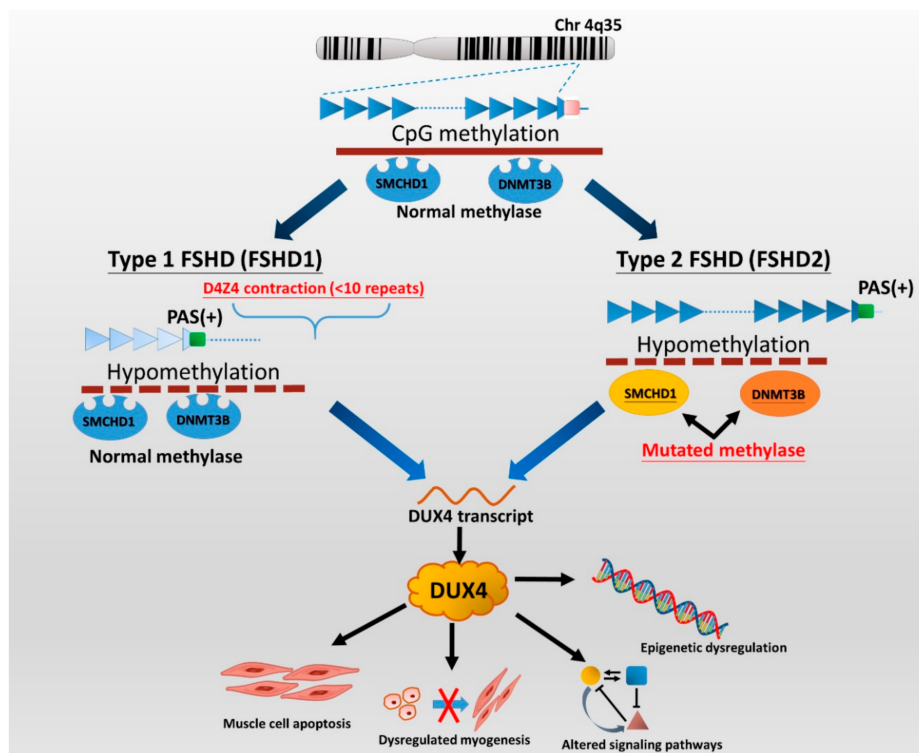 Chr 4q35
CpG methylation
SMCHD1
DNMT3B
Normal methylase
Type 1 FSHD (FSHD1)
D4Z4 contraction (<10 repeats)
PAS(+)
Hypomethylation
SMCHD1
DNMT3B
Normal methylase
Type 2 FSHD (FSHD2)
PAS(+)
Hypomethylation
SMCHD1
DNMT3B
Mutated methylase
DUX4 transcript
DUX4
Epigenetic dysregulation
Muscle cell apoptosis
Dysregulated myogenesis
Altered signaling pathways